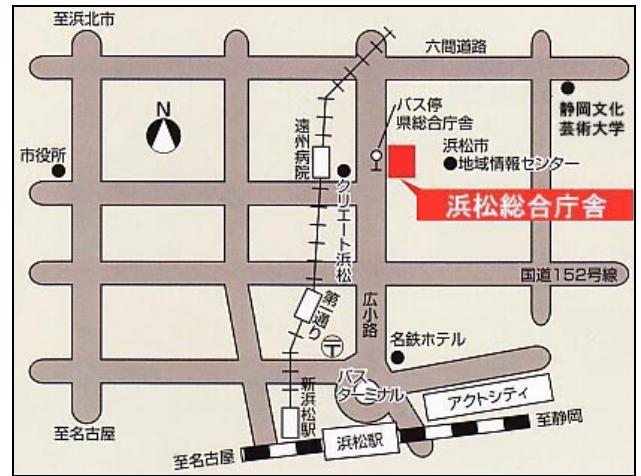 至浜北市
六間道路
N
バス停
県総合庁舎
静岡文化
芸術大学
遠州病院
市役所
浜松市
地域情報センター
クリエート浜松
浜松総合庁舎
国道152号線
第一通り
広小路
名鉄ホテル
新浜松駅
バス
ターミナル
アクトシティ
至名古屋
至名古屋
浜松駅
至静岡